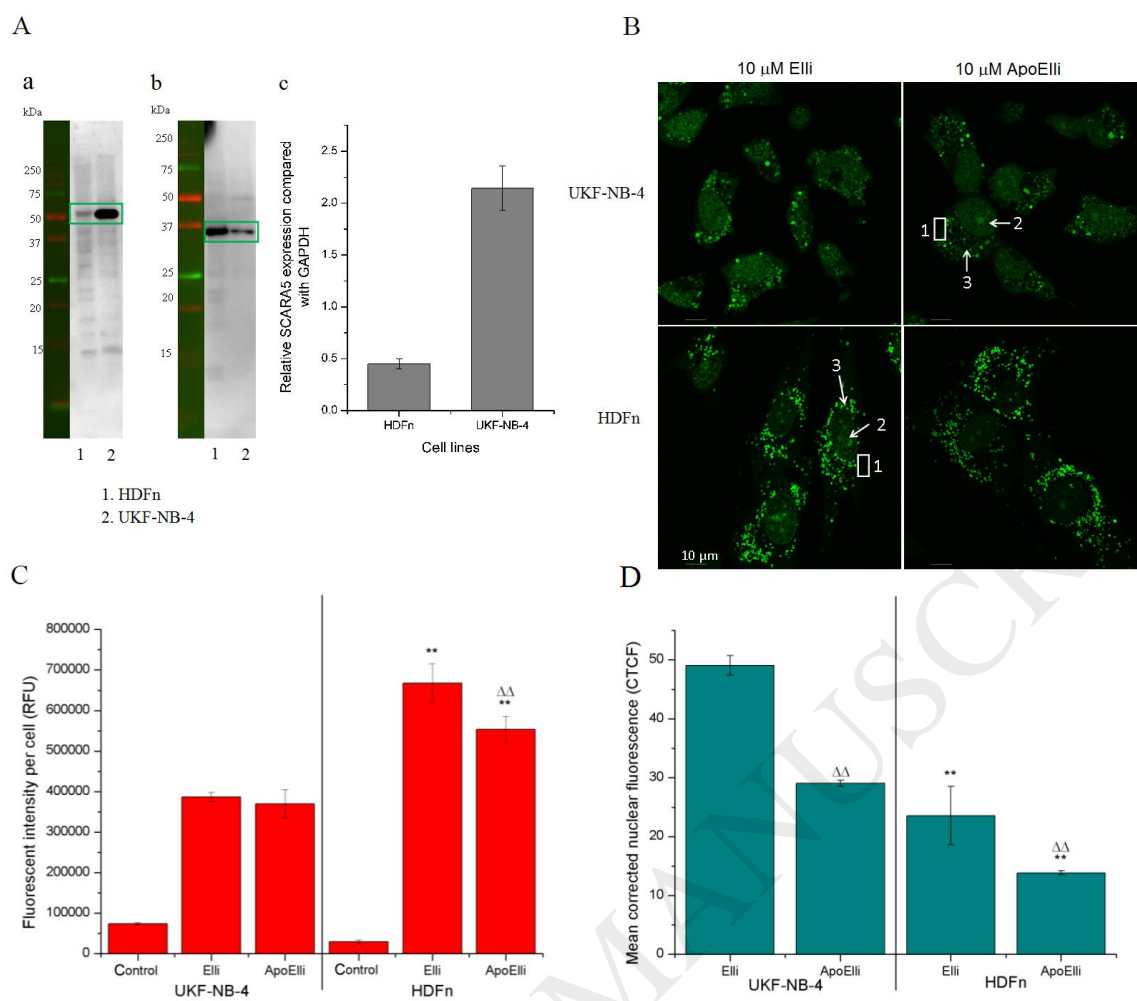 A
a
b
c
kDa
250
75
50
37
25
20
15
1 2
kDa
250
75
50
37
25
20
15
1 2
1. HDFn
2. UKF-NB-4
Relative SCARA5 expression compared
with GAPDH
2.5
2.0
1.5
1.0
0.5
0.0
HDFn UKF-NB-4
Cell lines
B
10 μM Elli 10 μM ApoElli
UKF-NB-4
1
2
3
HDFn
3
2
1
10 μm
C
Fluorescent intensity per cell (RFU)
800000
700000
600000
500000
400000
300000
200000
100000
0
**
ΔΔ
**
Control Elli ApoElli Control Elli ApoElli
UKF-NB-4 HDFn
D
Mean corrected nuclear fluorescence (CTCF)
50
40
30
20
10
0
ΔΔ
**
ΔΔ
**
Elli ApoElli Elli ApoElli
UKF-NB-4 HDFn